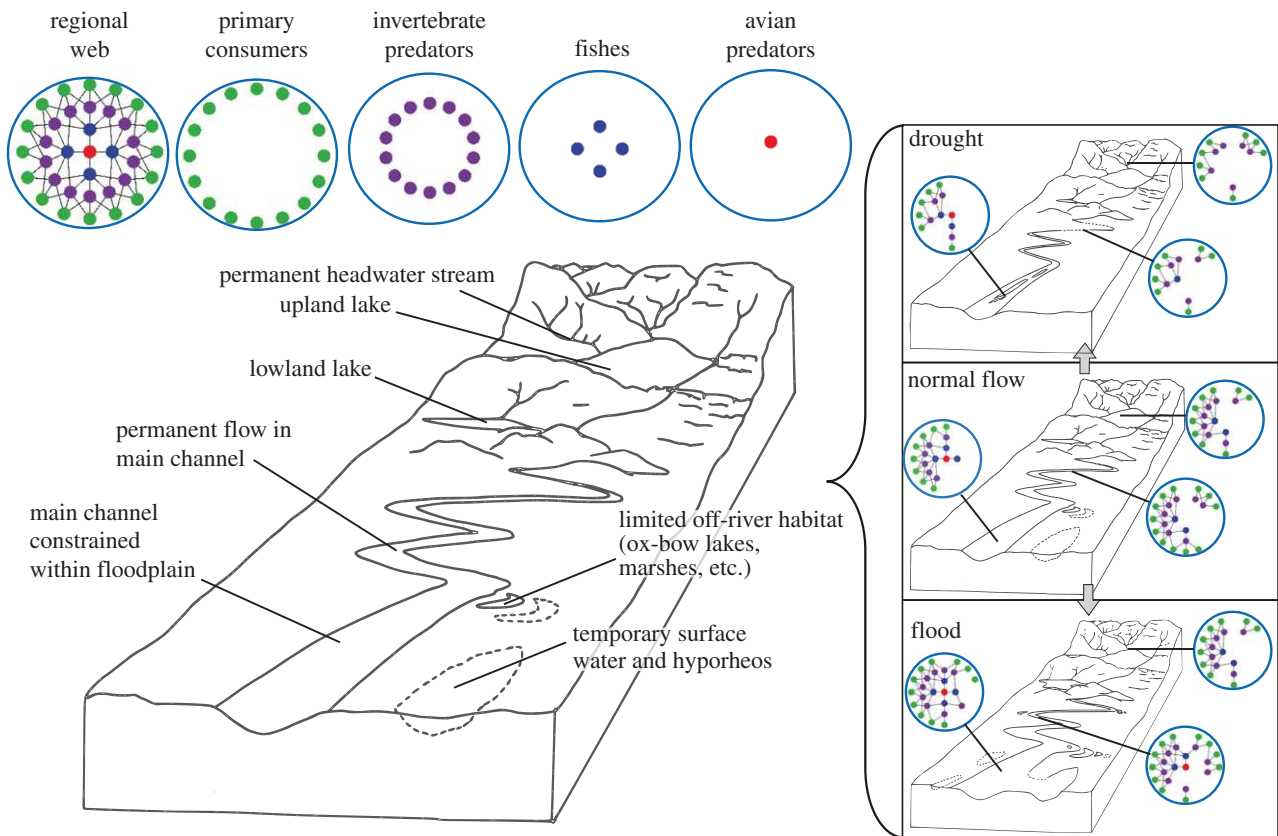 regional
web
primary
consumers
invertebrate
predators
fishes
avian
predators
permanent headwater stream
upland lake
lowland lake
permanent flow in
main channel
main channel
constrained
within floodplain
limited off-river habitat
(ox-bow lakes,
marshes, etc.)
temporary surface
water and hyporheos
drought
normal flow
flood